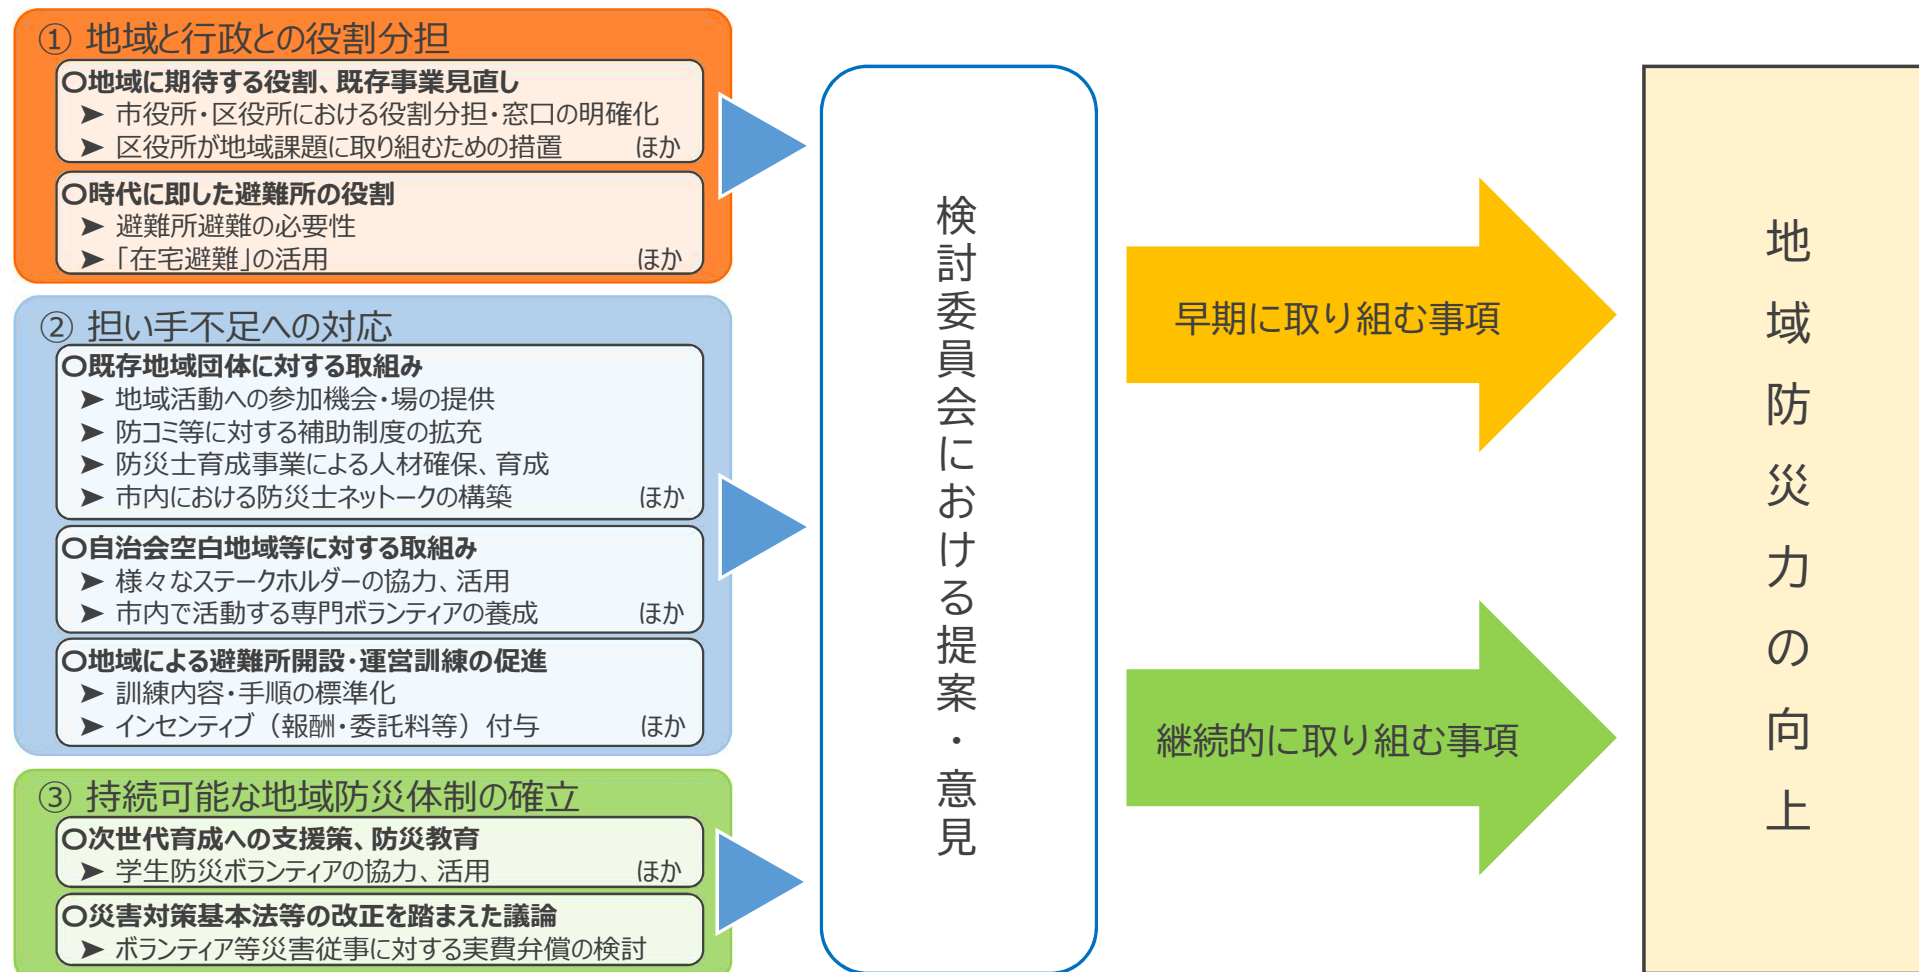 ① 地域と行政との役割分担
〇地域に期待する役割、既存事業見直し
➤ 市役所・区役所における役割分担・窓口の明確化
➤ 区役所が地域課題に取り組むための措置 ほか
〇時代に即した避難所の役割
➤ 避難所避難の必要性
➤ 「在宅避難」の活用 ほか
② 担い手不足への対応
〇既存地域団体に対する取組み
➤ 地域活動への参加機会・場の提供
➤ 防コミ等に対する補助制度の拡充
➤ 防災士育成事業による人材確保、育成
➤ 市内における防災士ネットークの構築 ほか
〇自治会空白地域等に対する取組み
➤ 様々なステークホルダーの協力、活用
➤ 市内で活動する専門ボランティアの養成 ほか
〇地域による避難所開設・運営訓練の促進
➤ 訓練内容・手順の標準化
➤ インセンティブ（報酬・委託料等）付与 ほか
③ 持続可能な地域防災体制の確立
〇次世代育成への支援策、防災教育
➤ 学生防災ボランティアの協力、活用 ほか
〇災害対策基本法等の改正を踏まえた議論
➤ ボランティア等災害従事に対する実費弁償の検討
検討委員会における提案・意見
早期に取り組む事項
継続的に取り組む事項
地域防災力の向上